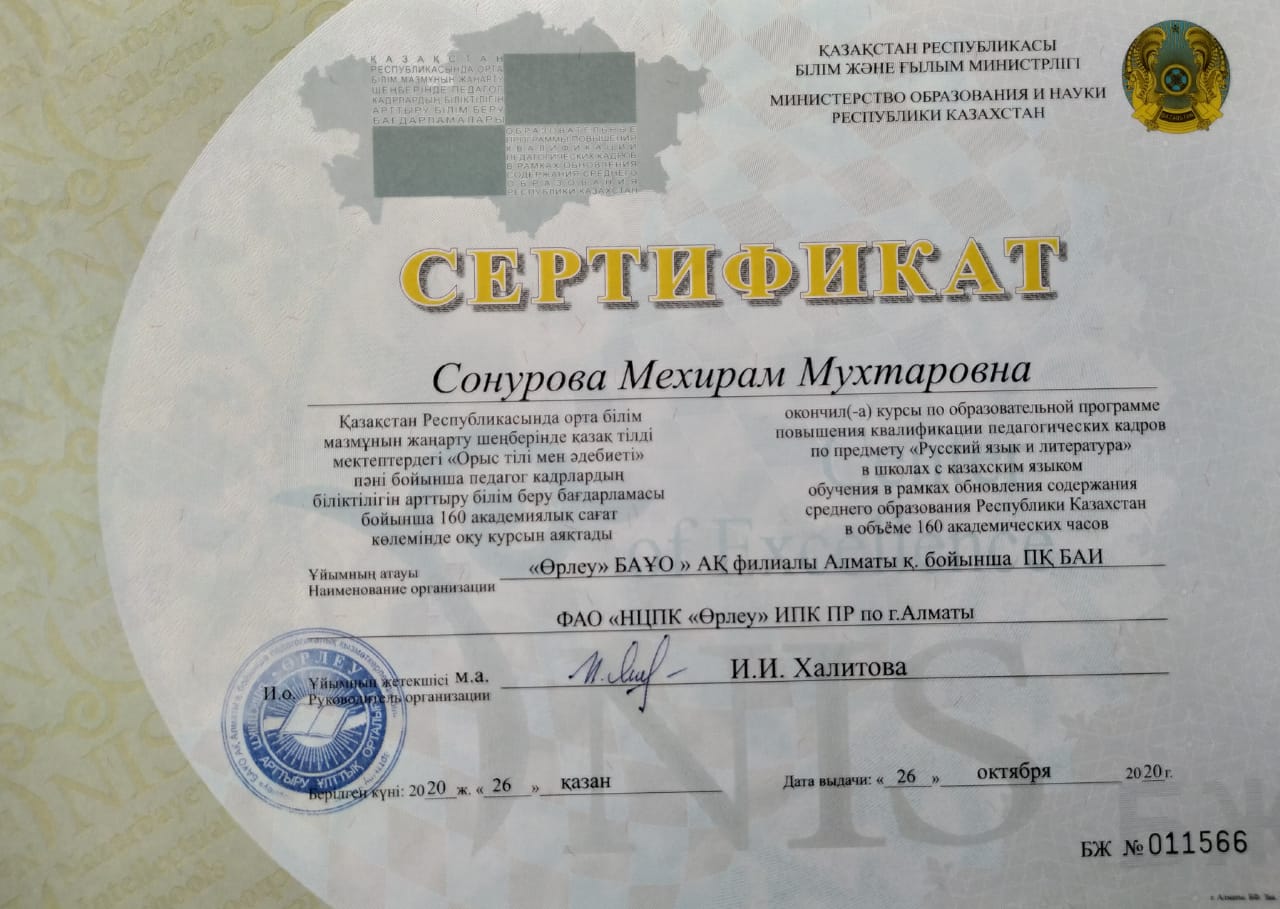 ҚАЗАҚСТАН
РЕСПУБЛИКАСЫНДА ОРТА
БІЛІМ МАЗМҰНЫН ЖАҢАРТУ
ШЕҢБЕРІНДЕ ПЕДАГОГ
КАДРЛАРДЫҢ БІЛІКТІЛІГІН
АРТТЫРУ БІЛІМ БЕРУ
БАҒДАРЛАМАЛАРЫ
ОБРАЗОВАТЕЛЬНЫЕ
ПРОГРАММЫ ПОВЫШЕНИЯ
КВАЛИФИКАЦИИ
ПЕДАГОГИЧЕСКИХ КАДРОВ
В РАМКАХ ОБНОВЛЕНИЯ
СОДЕРЖАНИЯ СРЕДНЕГО
ОБРАЗОВАНИЯ
РЕСПУБЛИКИ КАЗАХСТАН
ҚАЗАҚСТАН РЕСПУБЛИКАСЫ
БІЛІМ ЖӘНЕ ҒЫЛЫМ МИНИСТРЛІГІ
МИНИСТЕРСТВО ОБРАЗОВАНИЯ И НАУКИ
РЕСПУБЛИКИ КАЗАХСТАН
СЕРТИФИКАТ
Сонурова Мехирам Мухтаровна
Қазақстан Республикасында орта білім
мазмұнын жаңарту шеңберінде қазақ тілді
мектептердегі «Орыс тілі мен әдебиеті»
пәні бойынша педагог кадрлардың
біліктілігін арттыру білім беру бағдарламасы
бойынша 160 академиялық сағат
көлемінде оқу курсын аяқтады
окончил(-а) курсы по образовательной программе
повышения квалификации педагогических кадров
по предмету «Русский язык и литература»
в школах с казахским языком
обучения в рамках обновления содержания
среднего образования Республики Казахстан
в объёме 160 академических часов
of Excellence
Ұйымның атауы «Өрлеу» БАҰО » АҚ филиалы Алматы қ. бойынша ПҚ БАИ
Наименование организации
ФАО «НЦПК «Өрлеу» ИПК ПР по г.Алматы
Ұйымның жетекшісі м.а. И.И. Халитова
И.о. Руководитель организации
ӨРЛЕУ
АРТТЫРУ ҰЛТТЫҚ ОРТАЛЫҒЫ
NIS
Берілген күні: 2020 ж. « 26 » қазан
Дата выдачи: « 26 » октября 2020 г.
БЖ № 011566